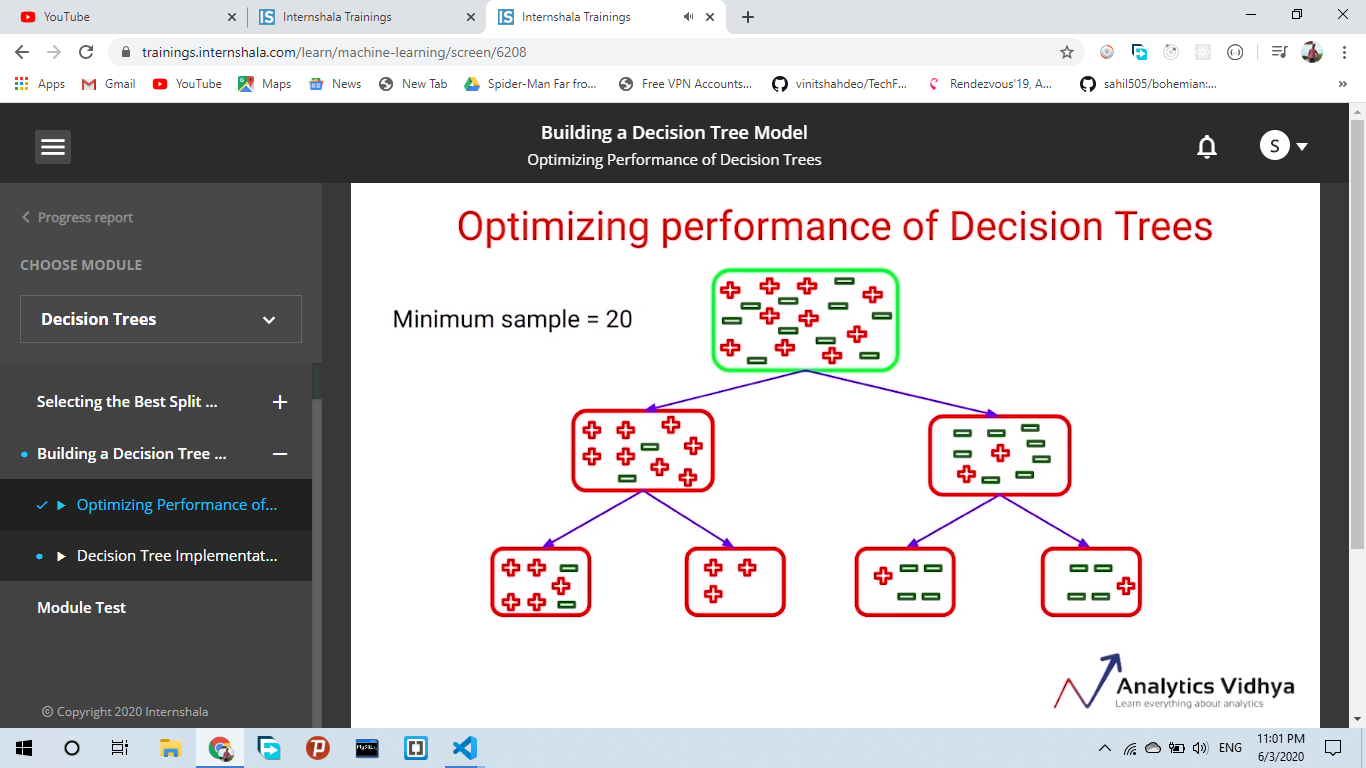 YouTube
Internshala Trainings
Internshala Trainings
trainings.internshala.com/learn/machine-learning/screen/6208
Apps
Gmail
YouTube
Maps
News
New Tab
Spider-Man Far fro...
Free VPN Accounts...
vinitshahdeo/TechF...
Rendezvous'19, A...
sahil505/bohemian:...
»
Building a Decision Tree Model
Optimizing Performance of Decision Trees
S
Progress report
CHOOSE MODULE
Decision Trees
Selecting the Best Split ...
Building a Decision Tree ...
Optimizing Performance of...
Decision Tree Implementat...
Module Test
© Copyright 2020 Internshala
Optimizing performance of Decision Trees
Minimum sample = 20
Analytics Vidhya
Learn everything about analytics
ENG
11:01 PM
6/3/2020